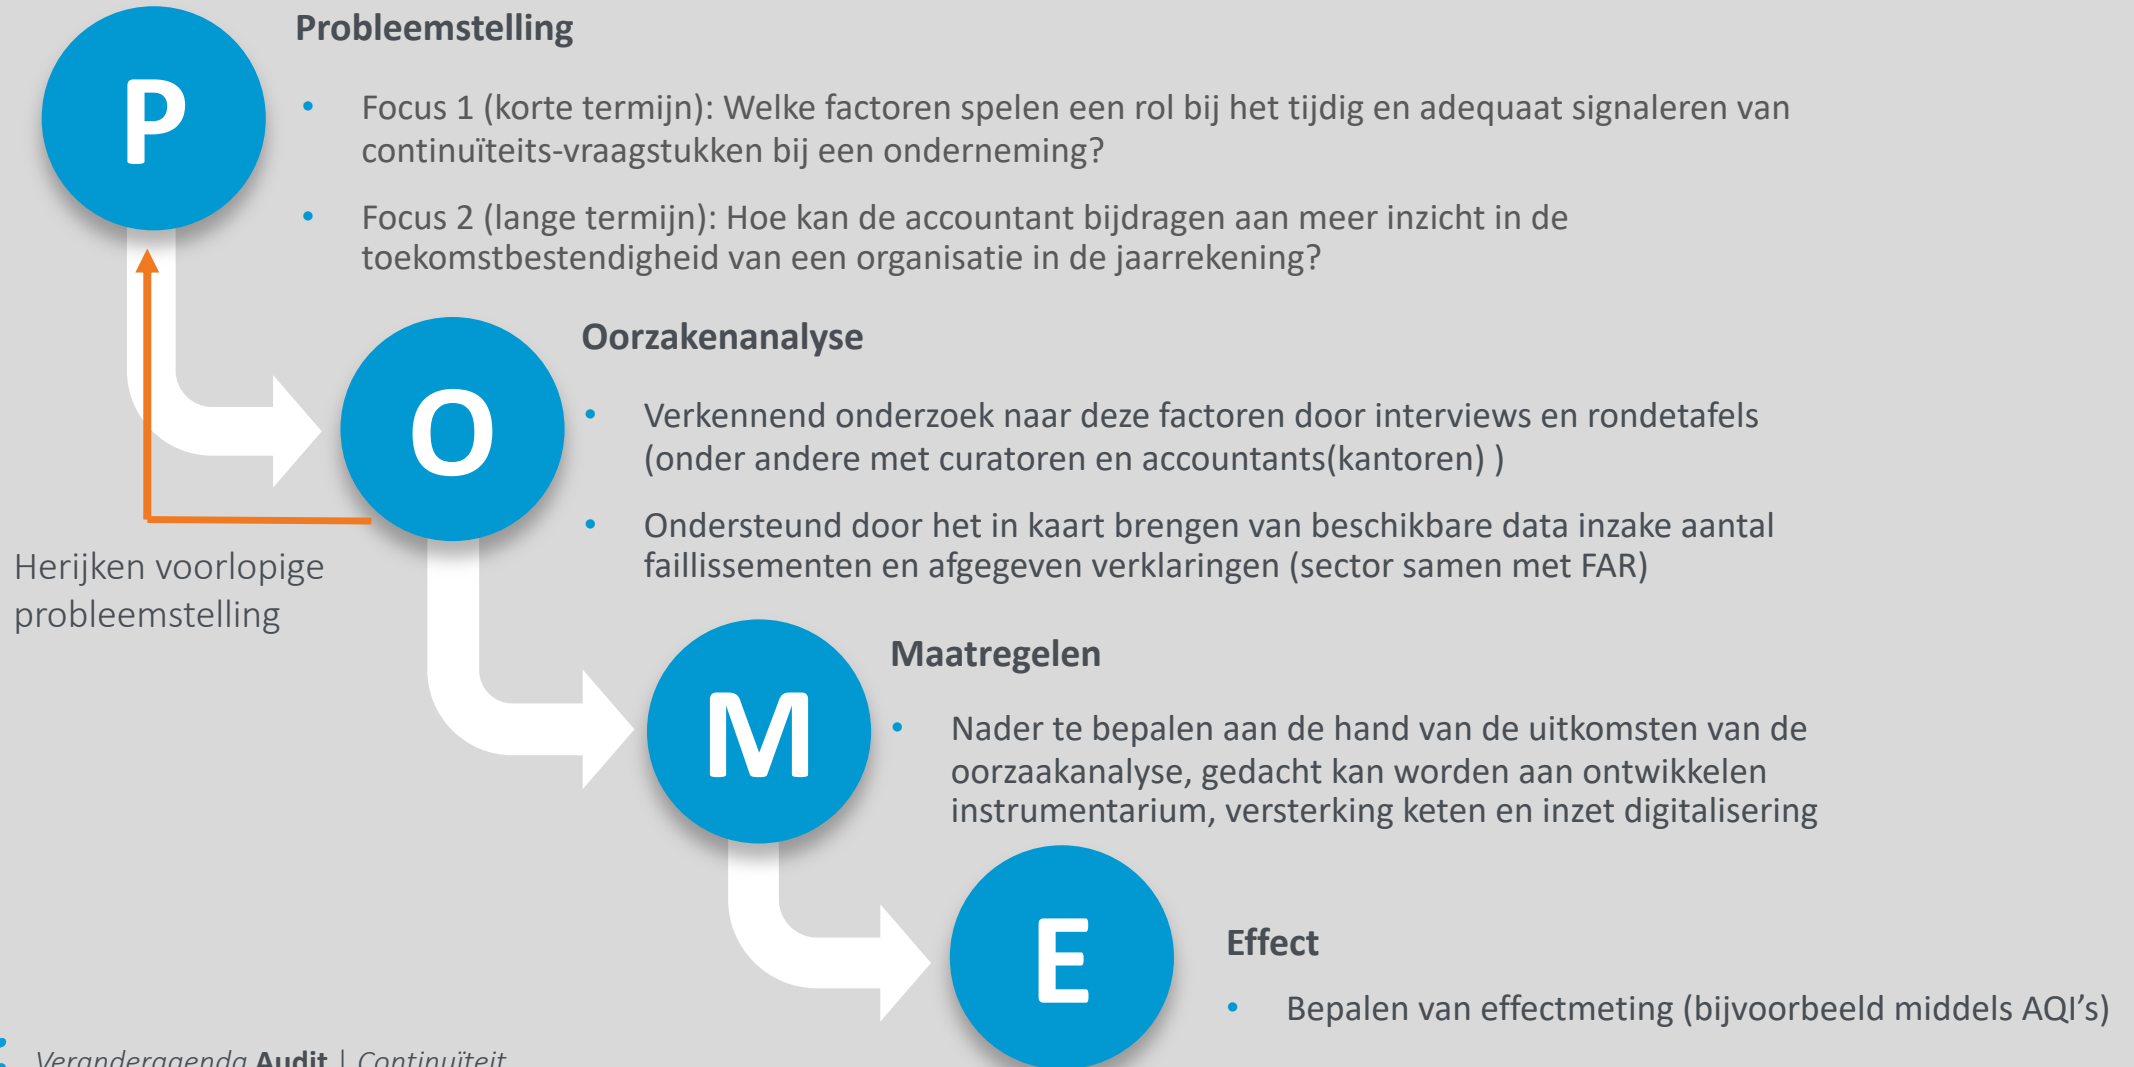 Probleemstelling
P
• Focus 1 (korte termijn): Welke factoren spelen een rol bij het tijdig en adequaat signaleren van
continuïteits-vraagstukken bij een onderneming?
• Focus 2 (lange termijn): Hoe kan de accountant bijdragen aan meer inzicht in de
toekomstbestendigheid van een organisatie in de jaarrekening?
Oorzakenanalyse
O
• Verkennend onderzoek naar deze factoren door interviews en rondetafels
(onder andere met curatoren en accountants(kantoren) )
• Ondersteund door het in kaart brengen van beschikbare data inzake aantal
faillissementen en afgegeven verklaringen (sector samen met FAR)
Herijken voorlopige
probleemstelling
Maatregelen
M
• Nader te bepalen aan de hand van de uitkomsten van de
oorzaakanalyse, gedacht kan worden aan ontwikkelen
instrumentarium, versterking keten en inzet digitalisering
E
Effect
• Bepalen van effectmeting (bijvoorbeeld middels AQI's)
Veranderagenda Audit | Continuïteit